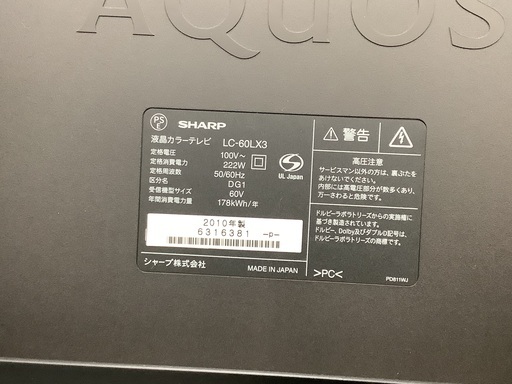 AQUOS
PS
E
SHARP
液晶カラーテレビ LC-60LX3
定格電圧 100V~
定格消費電力 222W
定格周波数 50/60Hz
区分名 DG1
受信機型サイズ 60V
年間消費電力量 178kWh/年
UL Japan
2010年製
6316381 -p-
シャープ株式会社 MADE IN JAPAN
警告
高圧注意
サービスマン以外の方は、裏ぶたを
あけないでください。
内部には高電圧部分が数多くあり、
万一さわると危険です。
ドルビーラボラトリーズからの実施権に
基づき製造されています。
ドルビー、Dolby及びダブルD記号は、
ドルビーラボラトリーズの商標です。
>PC<
PD811WJ